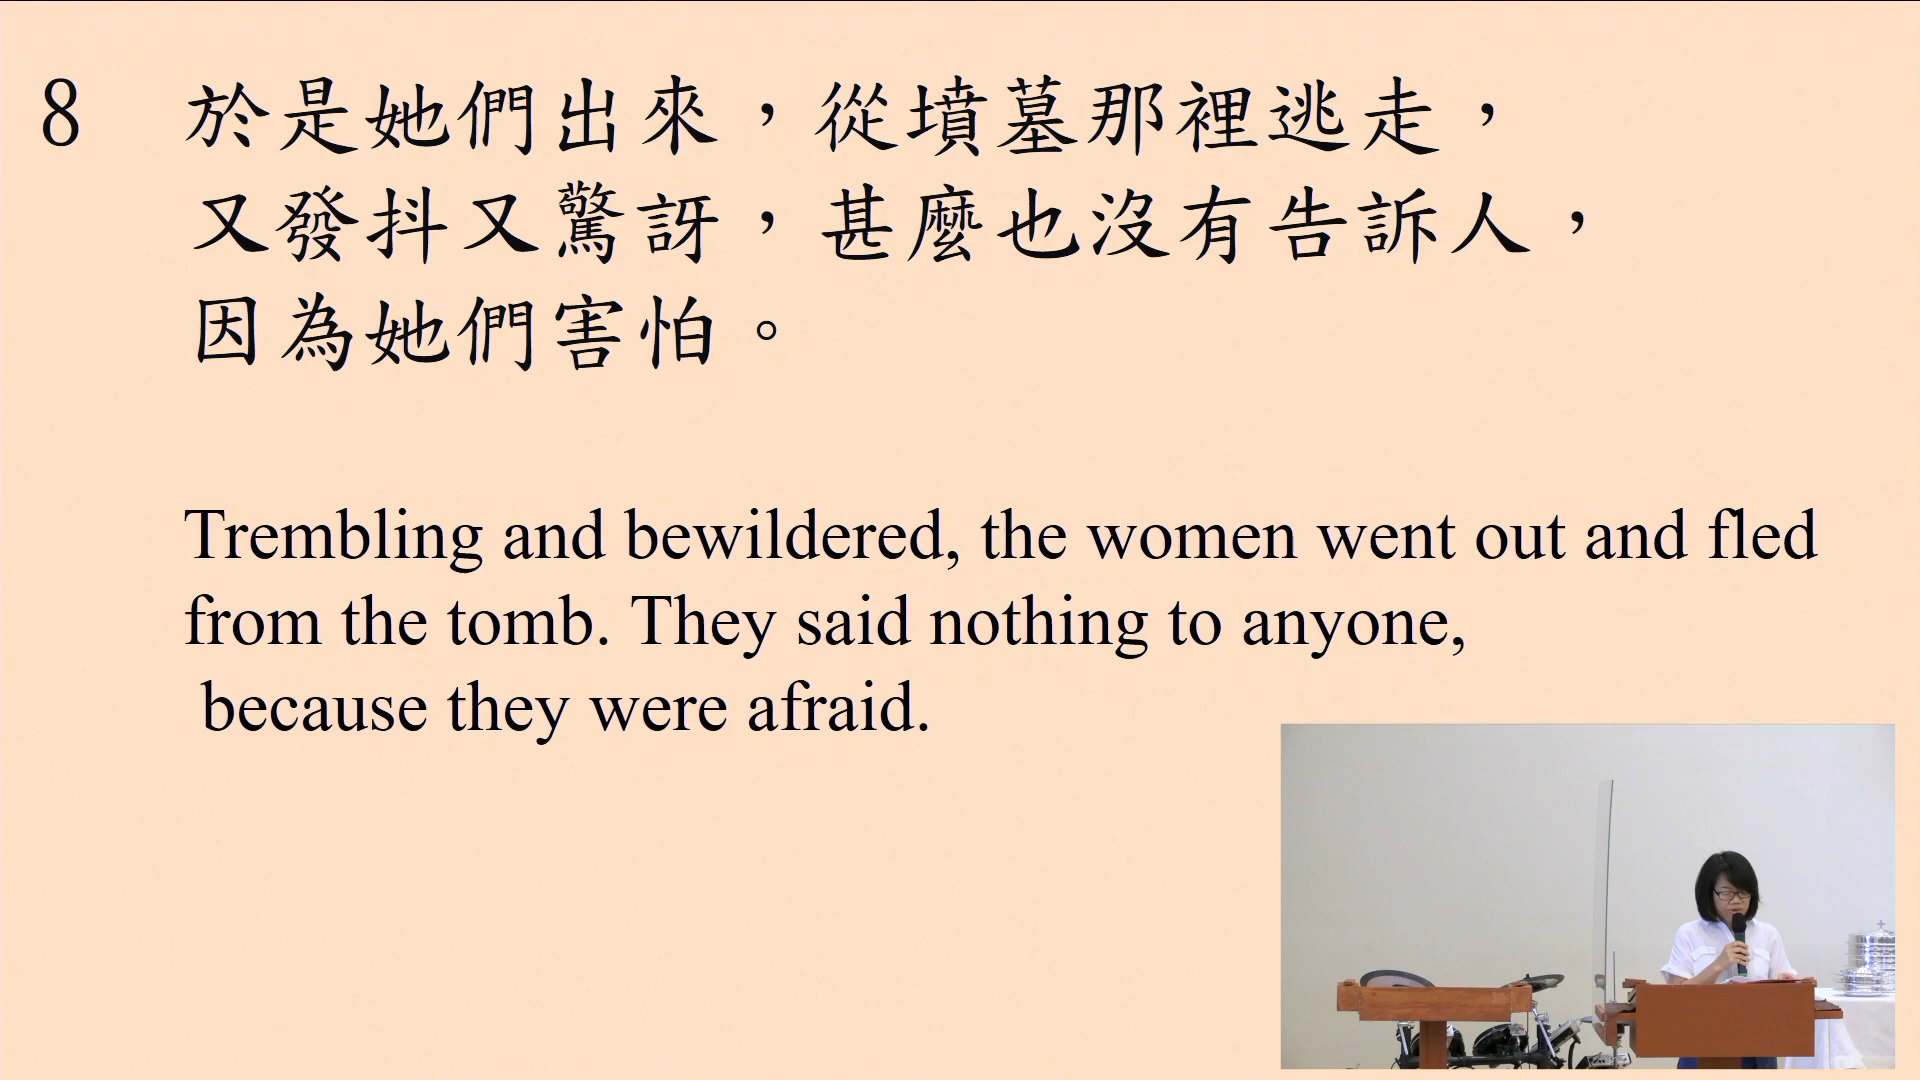 8 於是她們出來，從墳墓那裡逃走，
又發抖又驚訝，甚麼也沒有告訴人，
因為她們害怕。
Trembling and bewildered, the women went out and fled
from the tomb. They said nothing to anyone,
because they were afraid.